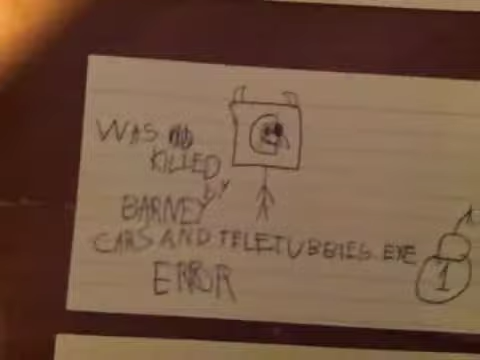 WAS
KILLED
BY
BARNEY
CARS AND TELETUBBIES.EXE
ERROR
1